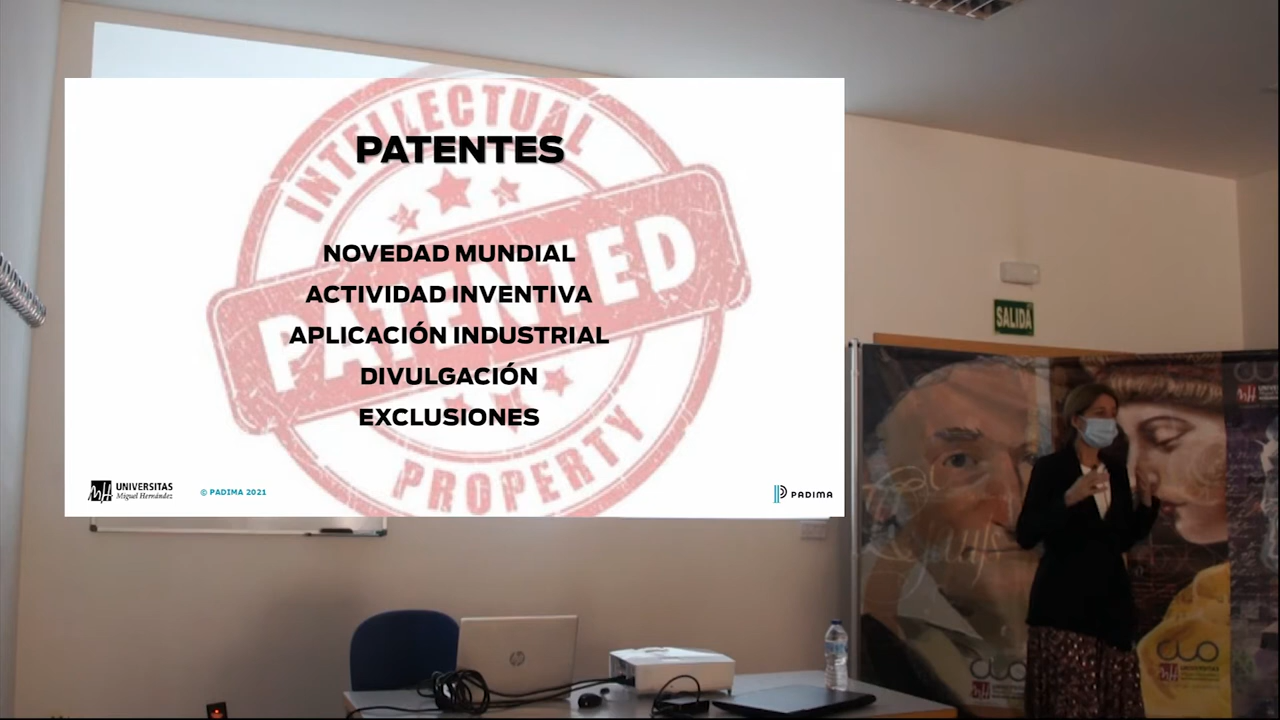 INTELLECTUAL
PATENTES
PATENTED
NOVEDAD MUNDIAL
ACTIVIDAD INVENTIVA
APLICACIÓN INDUSTRIAL
DIVULGACIÓN
EXCLUSIONES
PROPERTY
UNIVERSITAS
Miguel Hernández
© PADIMA 2021
PADIMA
SALIDA
UNIVERSITAS